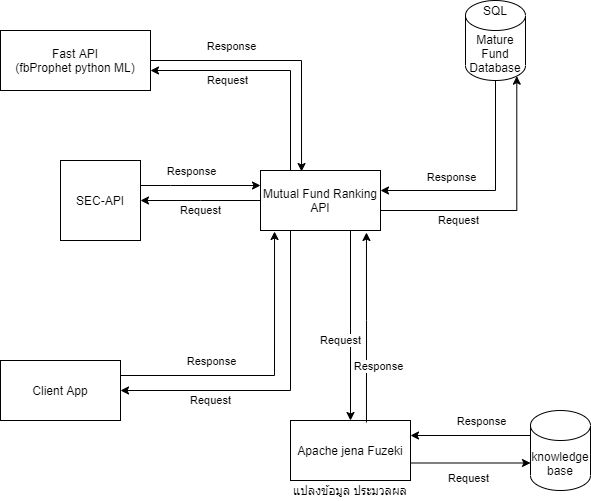 SQL
Mature
Fund
Database
Fast API
(fbProphet python ML)
Response
Request
SEC-API
Response
Request
Mutual Fund Ranking
API
Response
Request
Client App
Response
Request
Request
Response
Apache jena Fuzeki
แปลงข้อมูล ประมวลผล
Response
Request
knowledge
base